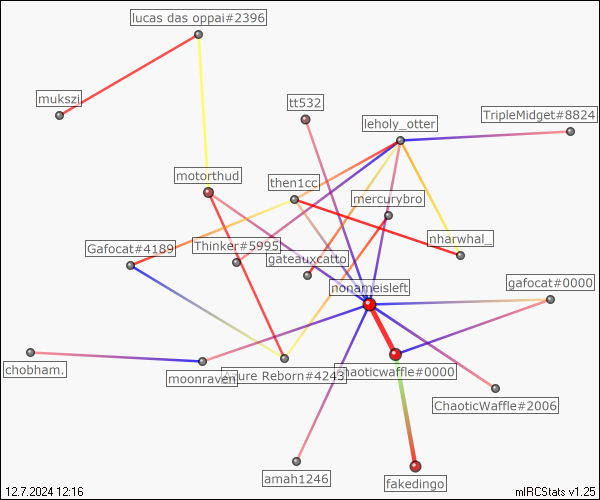 lucas das oppai#2396
mukszi
tt532
TripleMidget#8824
leholy_otter
motorthud
then1cc
mercurybro
nharwhal_
Gafocat#4189
Thinker#5995
gateauxcatto
nonameisleft
gafocat#0000
chobham.
moonraven
Azure Reborn#4243
chaoticwaffle#0000
ChaoticWaffle#2006
amah1246
fakedingo
12.7.2024 12:16
mIRCStats v1.25